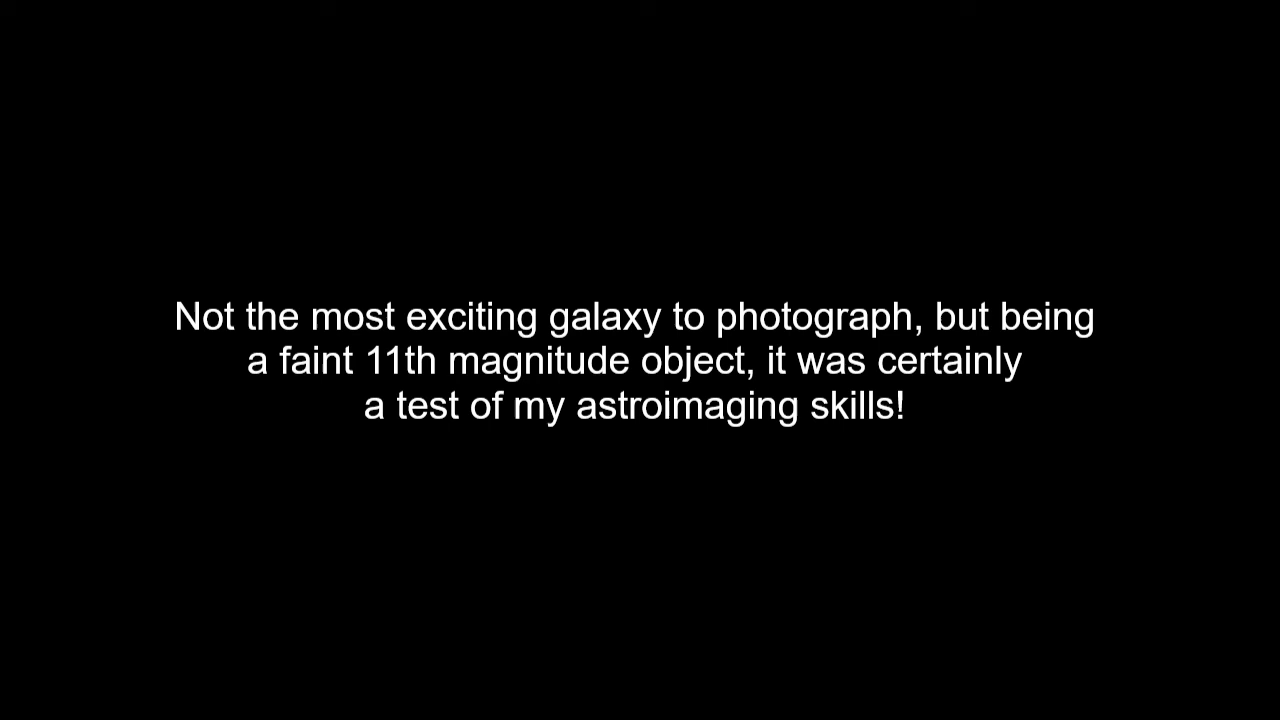 Not the most exciting galaxy to photograph, but being
a faint 11th magnitude object, it was certainly
a test of my astroimaging skills!